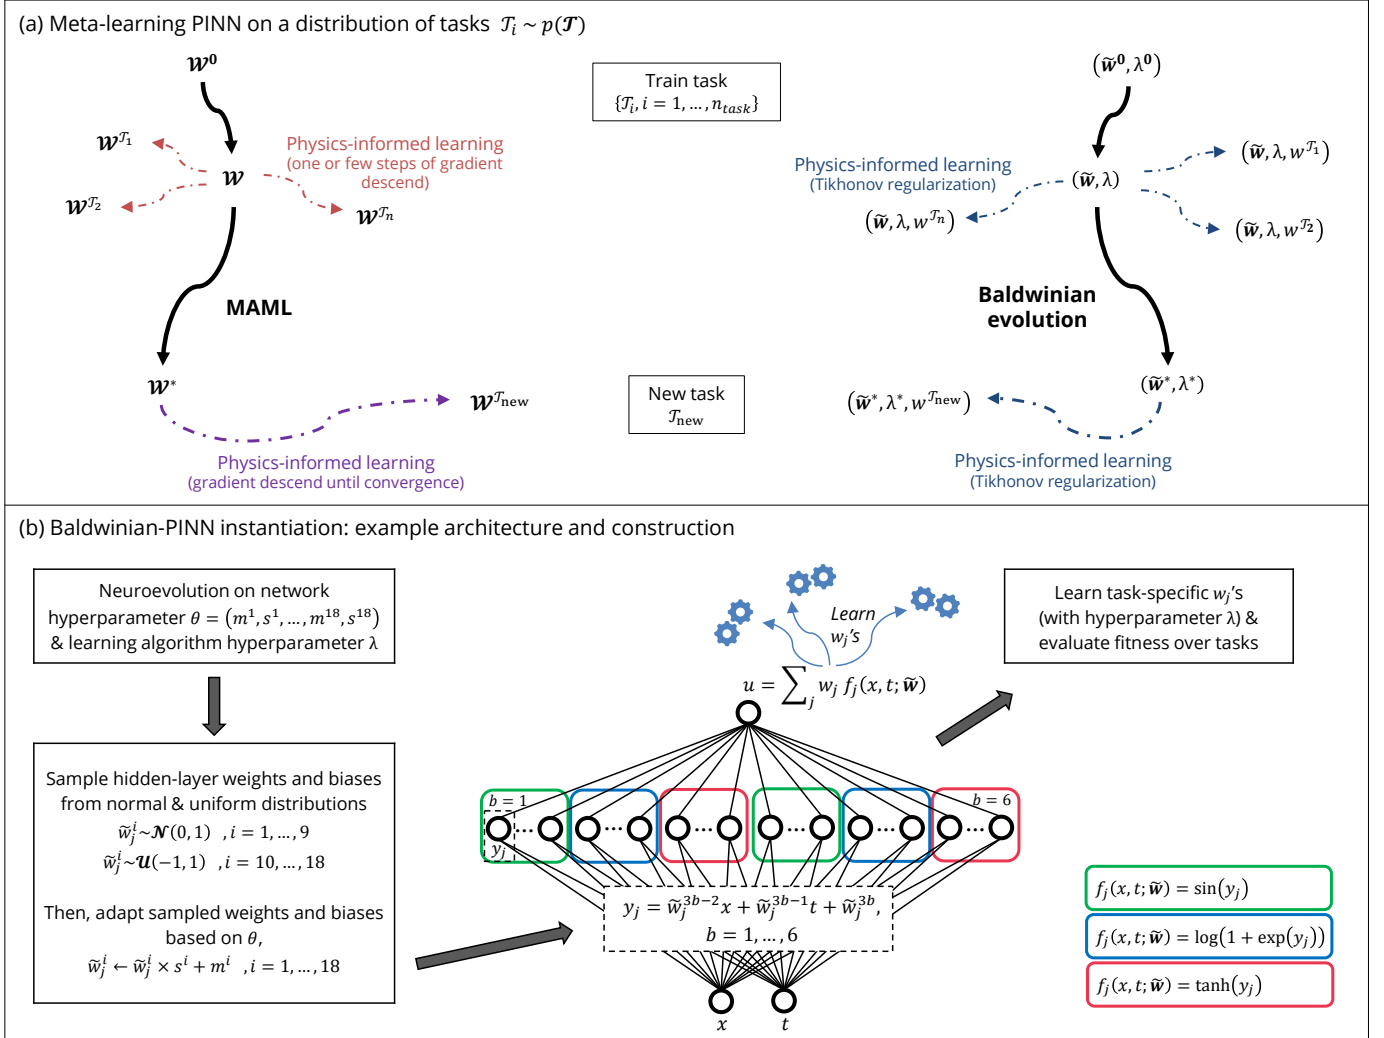 (a) Meta-learning PINN on a distribution of tasks 𝒯ᵢ ~ p(𝓣)
𝓦⁰
Train task
{𝒯ᵢ, i = 1, ..., n_task}
(w̃⁰, λ⁰)
𝓦^𝒯₁
Physics-informed learning
(one or few steps of gradient
descend)
𝓦
𝓦^𝒯₂
𝓦^𝒯ₙ
Physics-informed learning
(Tikhonov regularization)
(w̃, λ)
(w̃, λ, w^𝒯₁)
(w̃, λ, w^𝒯ₙ)
(w̃, λ, w^𝒯₂)
MAML
Baldwinian
evolution
𝓦*
𝓦^𝒯new
New task
𝒯new
(w̃*, λ*, w^𝒯new)
(w̃*, λ*)
Physics-informed learning
(gradient descend until convergence)
Physics-informed learning
(Tikhonov regularization)
(b) Baldwinian-PINN instantiation: example architecture and construction
Neuroevolution on network
hyperparameter θ = (m¹, s¹, ..., m¹⁸, s¹⁸)
& learning algorithm hyperparameter λ
Sample hidden-layer weights and biases
from normal & uniform distributions
w̃ⱼⁱ~𝓝(0, 1) , i = 1, ..., 9
w̃ⱼⁱ~𝓤(−1, 1) , i = 10, ..., 18
Then, adapt sampled weights and biases
based on θ,
w̃ⱼⁱ ← w̃ⱼⁱ × sⁱ + mⁱ , i = 1, ..., 18
Learn
wⱼ's
u = ∑ⱼ wⱼ fⱼ(x, t; w̃)
b = 1
b = 6
...
...
...
...
...
...
yⱼ
yⱼ = w̃ⱼ^{3b−2}x + w̃ⱼ^{3b−1}t + w̃ⱼ^{3b},
b = 1, ..., 6
x
t
Learn task-specific wⱼ's
(with hyperparameter λ) &
evaluate fitness over tasks
fⱼ(x, t; w̃) = sin(yⱼ)
fⱼ(x, t; w̃) = log(1 + exp(yⱼ))
fⱼ(x, t; w̃) = tanh(yⱼ)